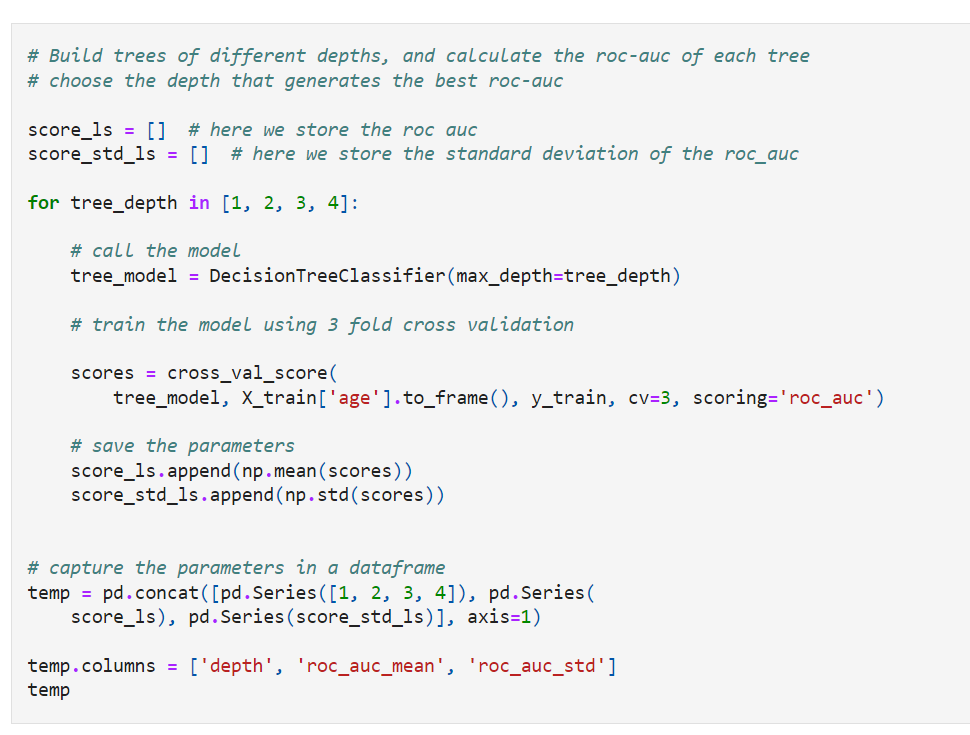 # Build trees of different depths, and calculate the roc-auc of each tree
# choose the depth that generates the best roc-auc
score_ls = []  # here we store the roc auc
score_std_ls = []  # here we store the standard deviation of the roc_auc
for tree_depth in [1, 2, 3, 4]:
    # call the model
    tree_model = DecisionTreeClassifier(max_depth=tree_depth)
    # train the model using 3 fold cross validation
    scores = cross_val_score(
        tree_model, X_train['age'].to_frame(), y_train, cv=3, scoring='roc_auc')
    # save the parameters
    score_ls.append(np.mean(scores))
    score_std_ls.append(np.std(scores))
# capture the parameters in a dataframe
temp = pd.concat([pd.Series([1, 2, 3, 4]), pd.Series(
    score_ls), pd.Series(score_std_ls)], axis=1)
temp.columns = ['depth', 'roc_auc_mean', 'roc_auc_std']
temp